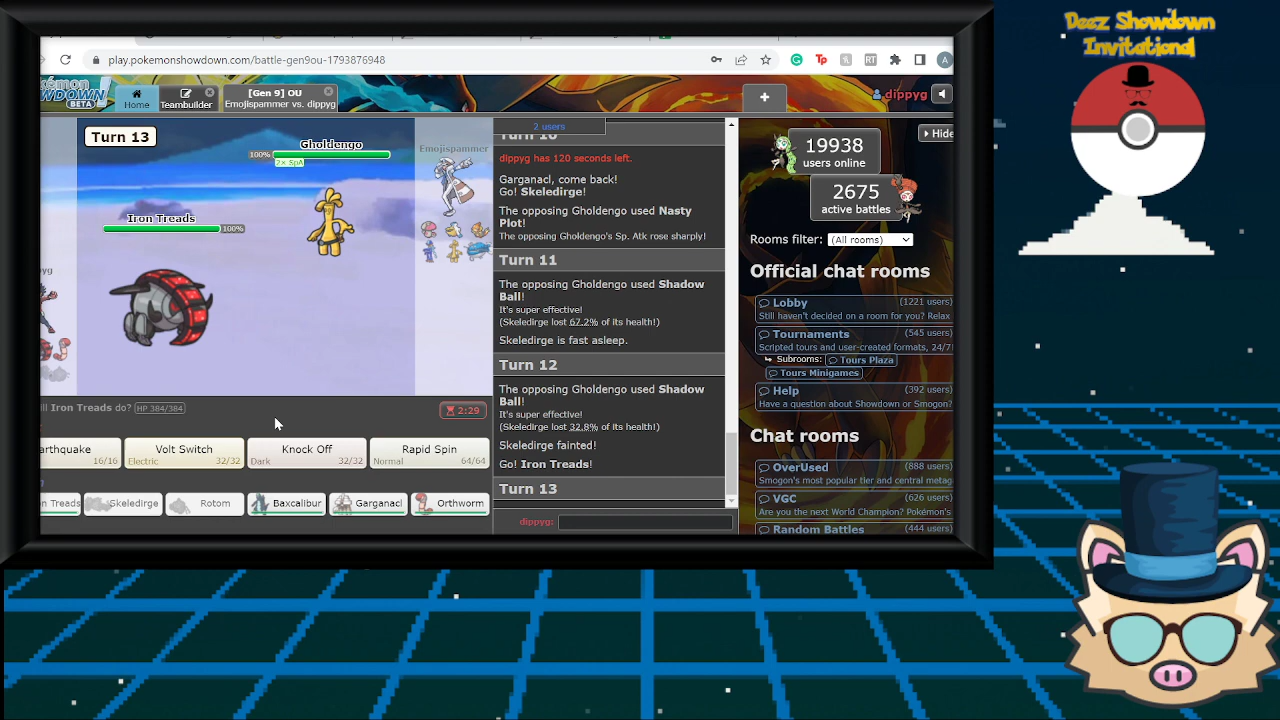 Deez Showdown
Invitational
play.pokemonshowdown.com/battle-gen9ou-1793876948
OWDOWN
BETA
Home
Teambuilder
[Gen 9] OU
Emojispammer vs. dippyg
dippyg
Turn 13
Gholdengo
100%
2× SpA
Iron Treads
100%
Emojispammer
2 users
dippyg has 120 seconds left.
Garganacl, come back!
Go! Skeledirge!
The opposing Gholdengo used Nasty
Plot!
The opposing Gholdengo's Sp. Atk rose sharply!
Turn 11
The opposing Gholdengo used Shadow
Ball!
It's super effective!
(Skeledirge lost 67.2% of its health!)
Skeledirge is fast asleep.
Turn 12
The opposing Gholdengo used Shadow
Ball!
It's super effective!
(Skeledirge lost 32.8% of its health!)
Skeledirge fainted!
Go! Iron Treads!
Turn 13
dippyg:
Iron Treads do? HP 384/384
2:29
arthquake 16/16
Volt Switch Electric 32/32
Knock Off Dark 32/32
Rapid Spin Normal 64/64
n Treads
Skeledirge
Rotom
Baxcalibur
Garganacl
Orthworm
Hide
19938
users online
2675
active battles
Rooms filter: (All rooms)
Official chat rooms
Lobby (1221 users)
Still haven't decided on a room for you? Relax
Tournaments (545 users)
Scripted tours and user-created formats, 24/7
Subrooms: Tours Plaza
Tours Minigames
Help (392 users)
Have a question about Showdown or Smogon?
Chat rooms
OverUsed (888 users)
Smogon's most popular tier and central metag
VGC (626 users)
Are you the next World Champion? Pokémon's
Random Battles (444 users)